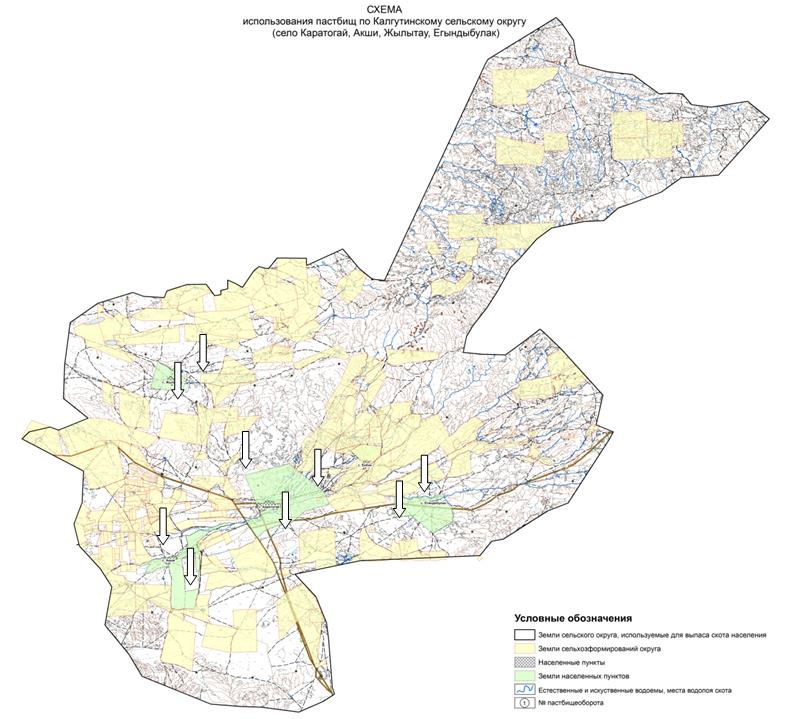 СХЕМА
использования пастбищ по Калгутинскому сельскому округу
(село Каратогай, Акши, Жылытау, Егындыбулак)
Условные обозначения
Земли сельского округа, используемые для выпаса скота населения
Земли сельхозформирований округа
Населенные пункты
Земли населенных пунктов
Естественные и искуственные водоемы, места водопоя скота
1 № пастбищеоборота